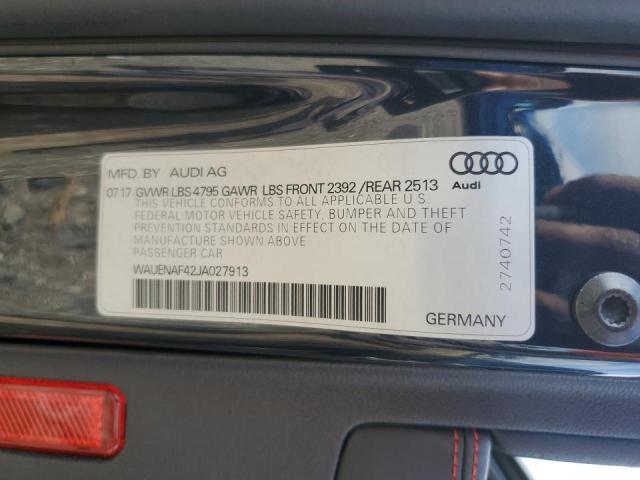 MFD. BY AUDI AG
07 17 GVWR LBS 4795 GAWR LBS FRONT 2392 / REAR 2513
THIS VEHICLE CONFORMS TO ALL APPLICABLE U.S.
FEDERAL MOTOR VEHICLE SAFETY, BUMPER AND THEFT
PREVENTION STANDARDS IN EFFECT ON THE DATE OF
MANUFACTURE SHOWN ABOVE
PASSENGER CAR
WAUENAF42JA027913
GERMANY
Audi
2740742